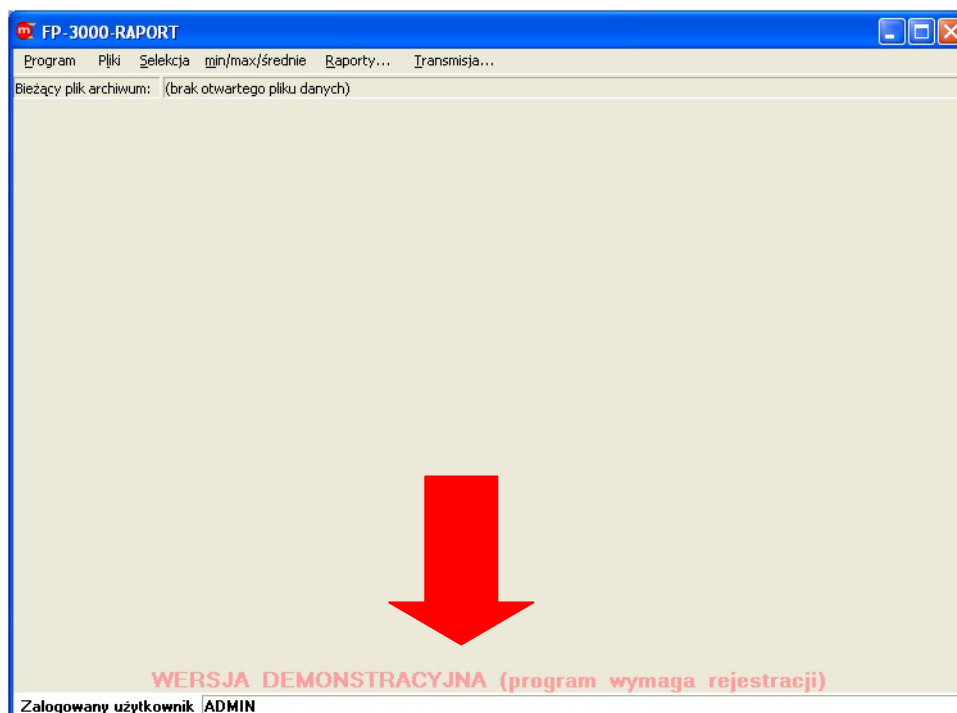 FP-3000-RAPORT
Program Pliki Selekcja min/max/średnie Raporty... Transmisja...
Bieżący plik archiwum: (brak otwartego pliku danych)
WERSJA DEMONSTRACYJNA (program wymaga rejestracji)
Zalogowany użytkownik ADMIN